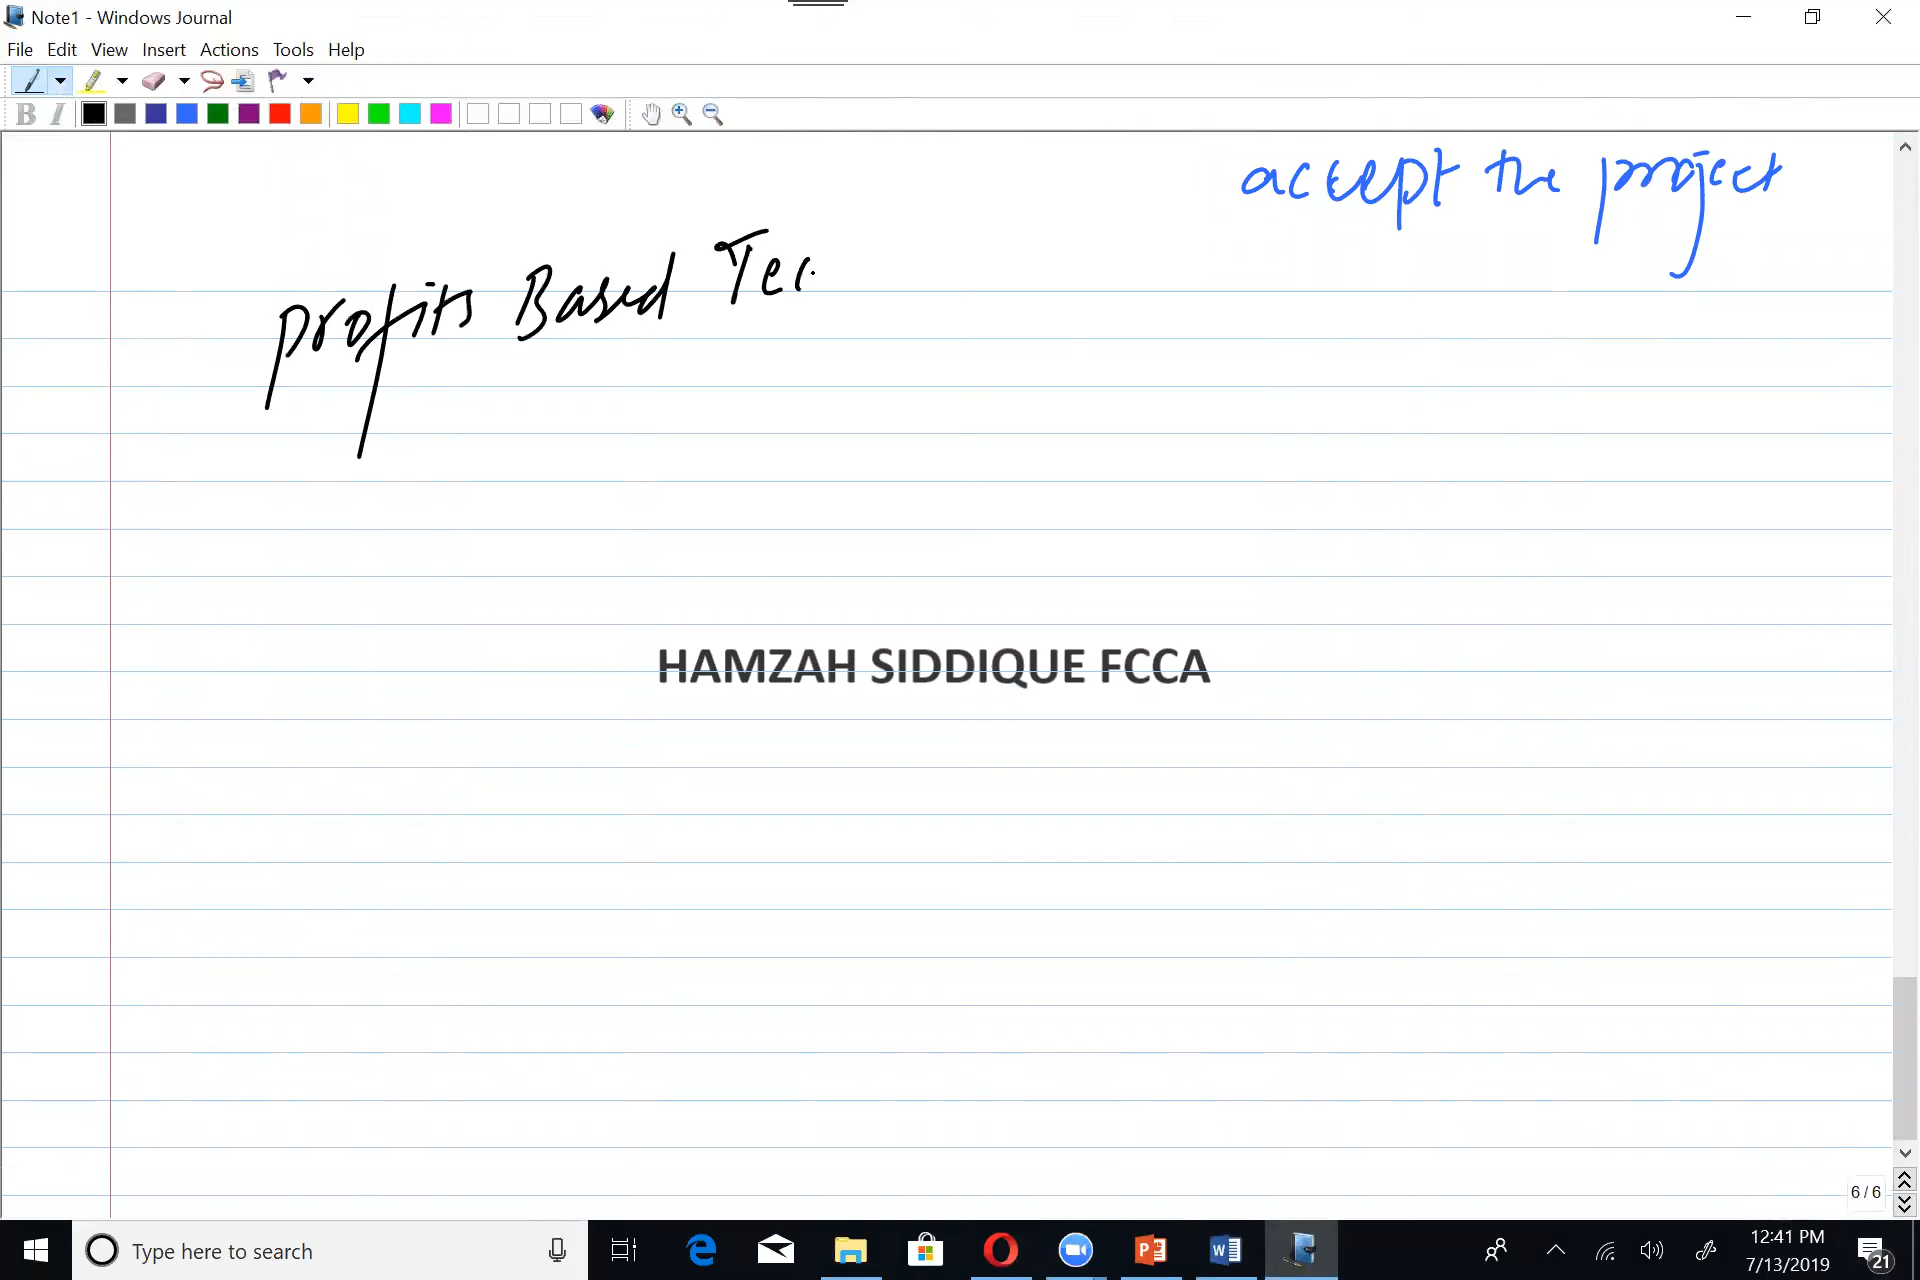 Note1 - Windows Journal
File Edit View Insert Actions Tools Help
B I
accept the project
Profits Based Tec
HAMZAH SIDDIQUE FCCA
6 / 6
Type here to search
12:41 PM
7/13/2019
21